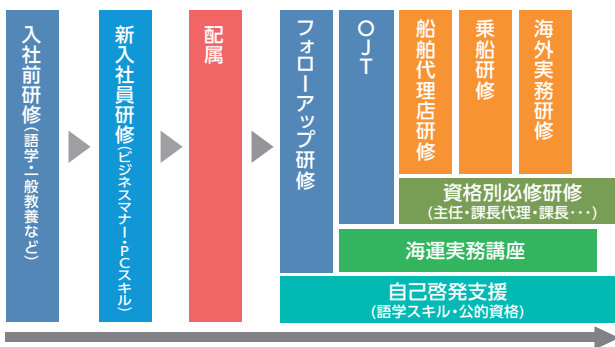 入社前研修（語学・一般教養など）
新入社員研修（ビジネスマナー・PCスキル）
配属
フォローアップ研修
OJT
船舶代理店研修
乗船研修
海外実務研修
資格別必修研修
（主任・課長代理・課長・・・）
海運実務講座
自己啓発支援
（語学スキル・公的資格）